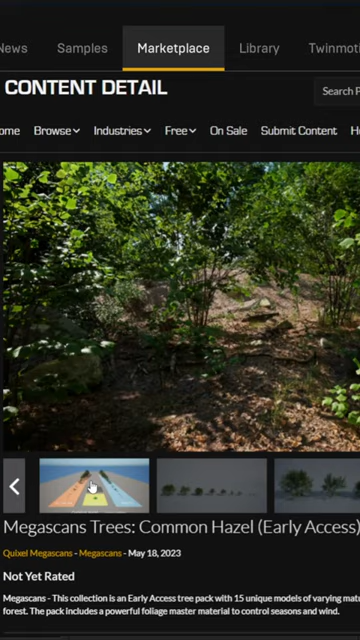 News Samples Marketplace Library Twinmoti
CONTENT DETAIL
Search P
ome Browse Industries Free On Sale Submit Content H
Megascans Trees: Common Hazel (Early Access)
Quixel Megascans - Megascans - May 18, 2023
Not Yet Rated
Megascans - This collection is an Early Access tree pack with 15 unique models of varying matu
forest. The pack includes a powerful foliage master material to control seasons and wind.